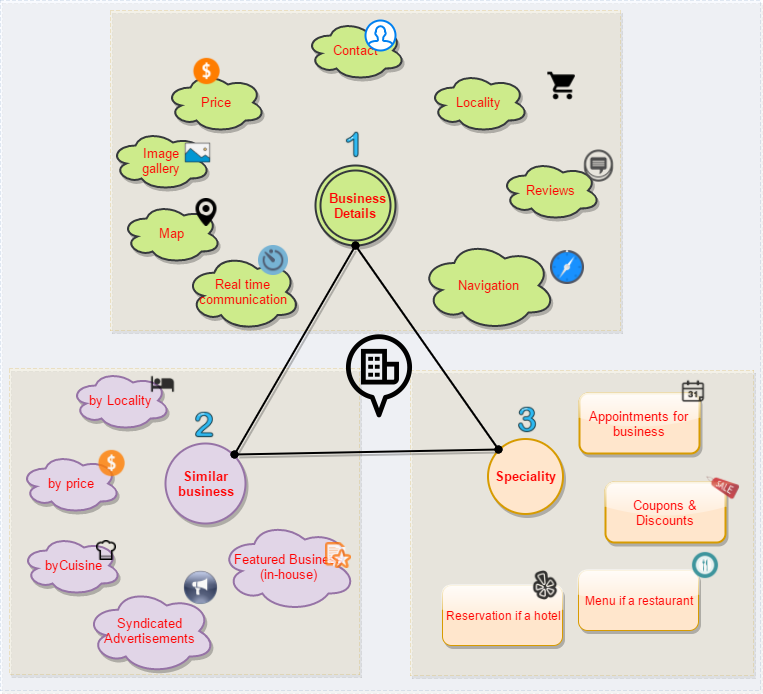 Contact
Price
Locality
1
Image
gallery
Reviews
Business
Details
Map
Real time
communication
Navigation
by Locality
2
3
31
Appointments for
business
by price
Similar
business
Speciality
SALE
Coupons &
Discounts
byCuisine
Featured Busine
(in-house)
Syndicated
Advertisements
Reservation if a hotel
Menu if a restaurant